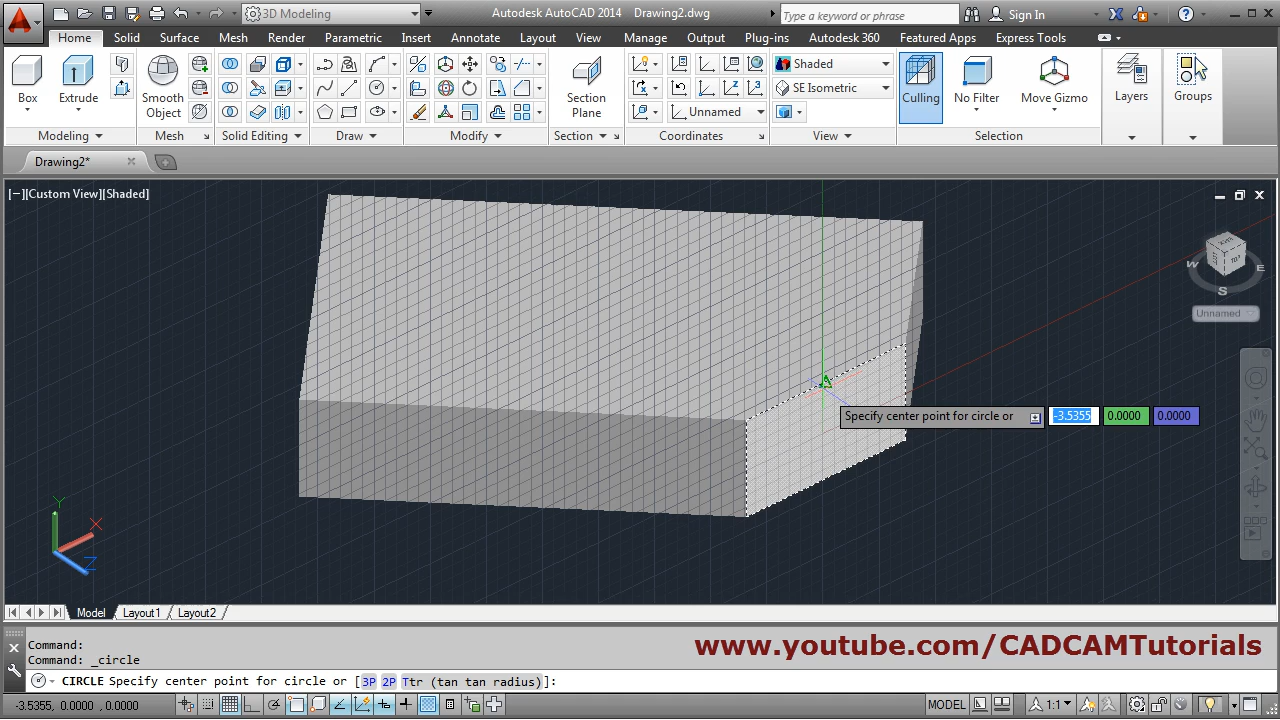 3D Modeling
Autodesk AutoCAD 2014 Drawing2.dwg
Type a keyword or phrase
Sign In
Home Solid Surface Mesh Render Parametric Insert Annotate Layout View Manage Output Plug-ins Autodesk 360 Featured Apps Express Tools
Box
Extrude
Smooth
Object
Section
Plane
Unnamed
Shaded
SE Isometric
Culling
No Filter
Move Gizmo
Layers
Groups
Modeling Mesh Solid Editing Draw Modify Section Coordinates View Selection
Drawing2*
[−][Custom View][Shaded]
W
E
S
Unnamed
Specify center point for circle or -3.5355 0.0000 0.0000
Y
X
Z
Model Layout1 Layout2
Command:
Command: _circle
www.youtube.com/CADCAMTutorials
CIRCLE Specify center point for circle or [3P 2P Ttr (tan tan radius)]:
-3.5355, 0.0000 , 0.0000
MODEL
1:1